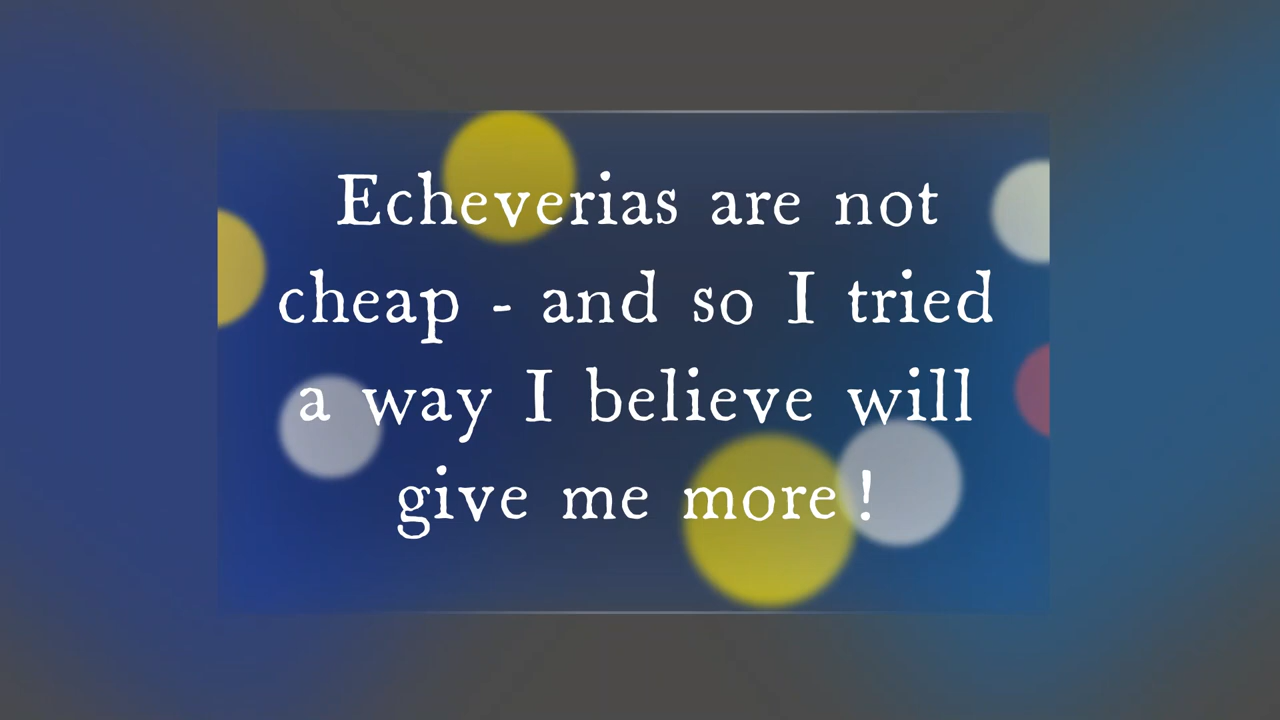 Echeverias are not
cheap - and so I tried
a way I believe will
give me more !